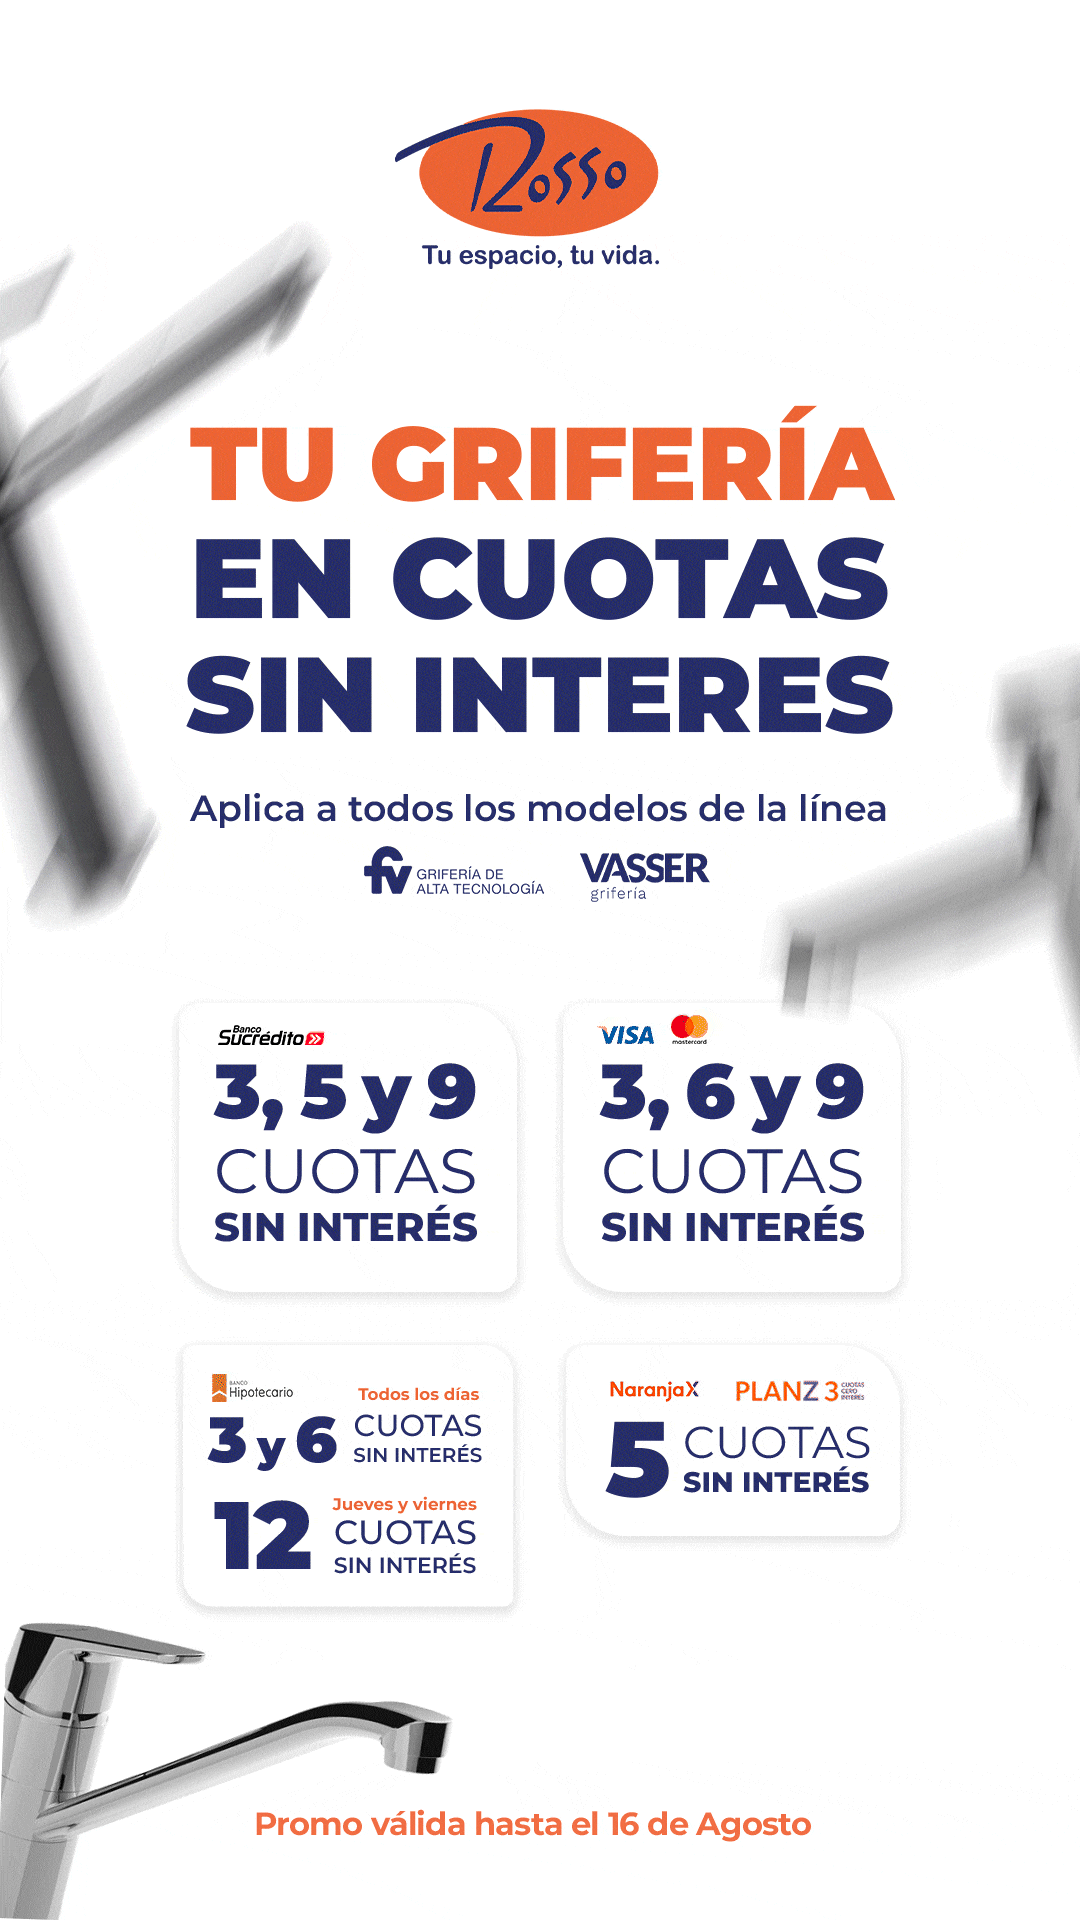 Rosso
Tu espacio, tu vida.
TU GRIFERÍA
EN CUOTAS
SIN INTERES
Aplica a todos los modelos de la línea
fv GRIFERÍA DE
ALTA TECNOLOGÍA
VASSER
grifería
Banco
Sucrédito
3, 5 y 9
CUOTAS
SIN INTERÉS
VISA mastercard
3, 6 y 9
CUOTAS
SIN INTERÉS
BANCO
Hipotecario
Todos los días
3 y 6 CUOTAS
SIN INTERÉS
Jueves y viernes
12 CUOTAS
SIN INTERÉS
NaranjaX PLANZ 3 CUOTAS
CERO
INTERÉS
5 CUOTAS
SIN INTERÉS
Promo válida hasta el 16 de Agosto